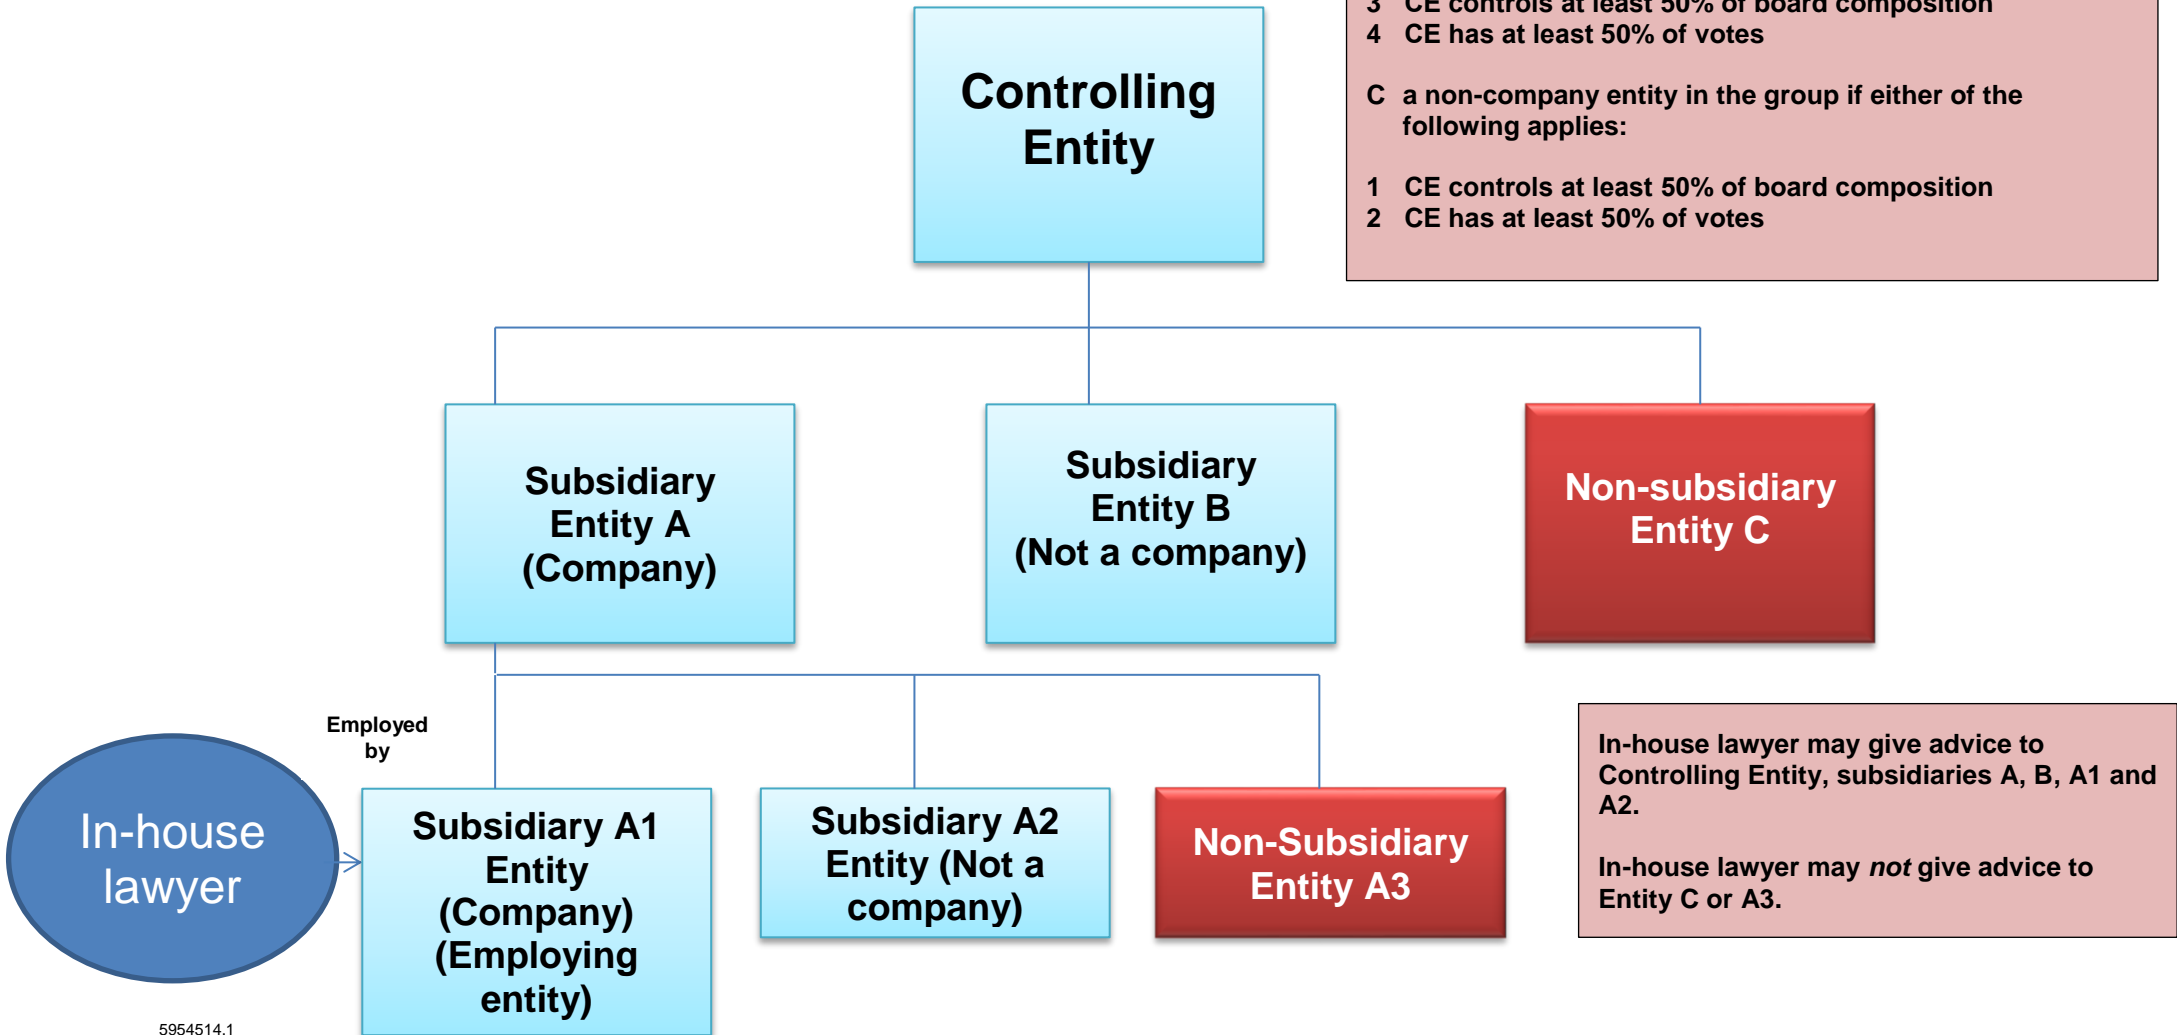 3 CE controls at least 50% of board composition
4 CE has at least 50% of votes
C a non-company entity in the group if either of the
following applies:
1 CE controls at least 50% of board composition
2 CE has at least 50% of votes
Controlling
Entity
Subsidiary
Entity A
(Company)
Subsidiary
Entity B
(Not a company)
Non-subsidiary
Entity C
Employed
by
In-house
lawyer
Subsidiary A1
Entity
(Company)
(Employing
entity)
Subsidiary A2
Entity (Not a
company)
Non-Subsidiary
Entity A3
In-house lawyer may give advice to
Controlling Entity, subsidiaries A, B, A1 and
A2.
In-house lawyer may not give advice to
Entity C or A3.
5954514.1